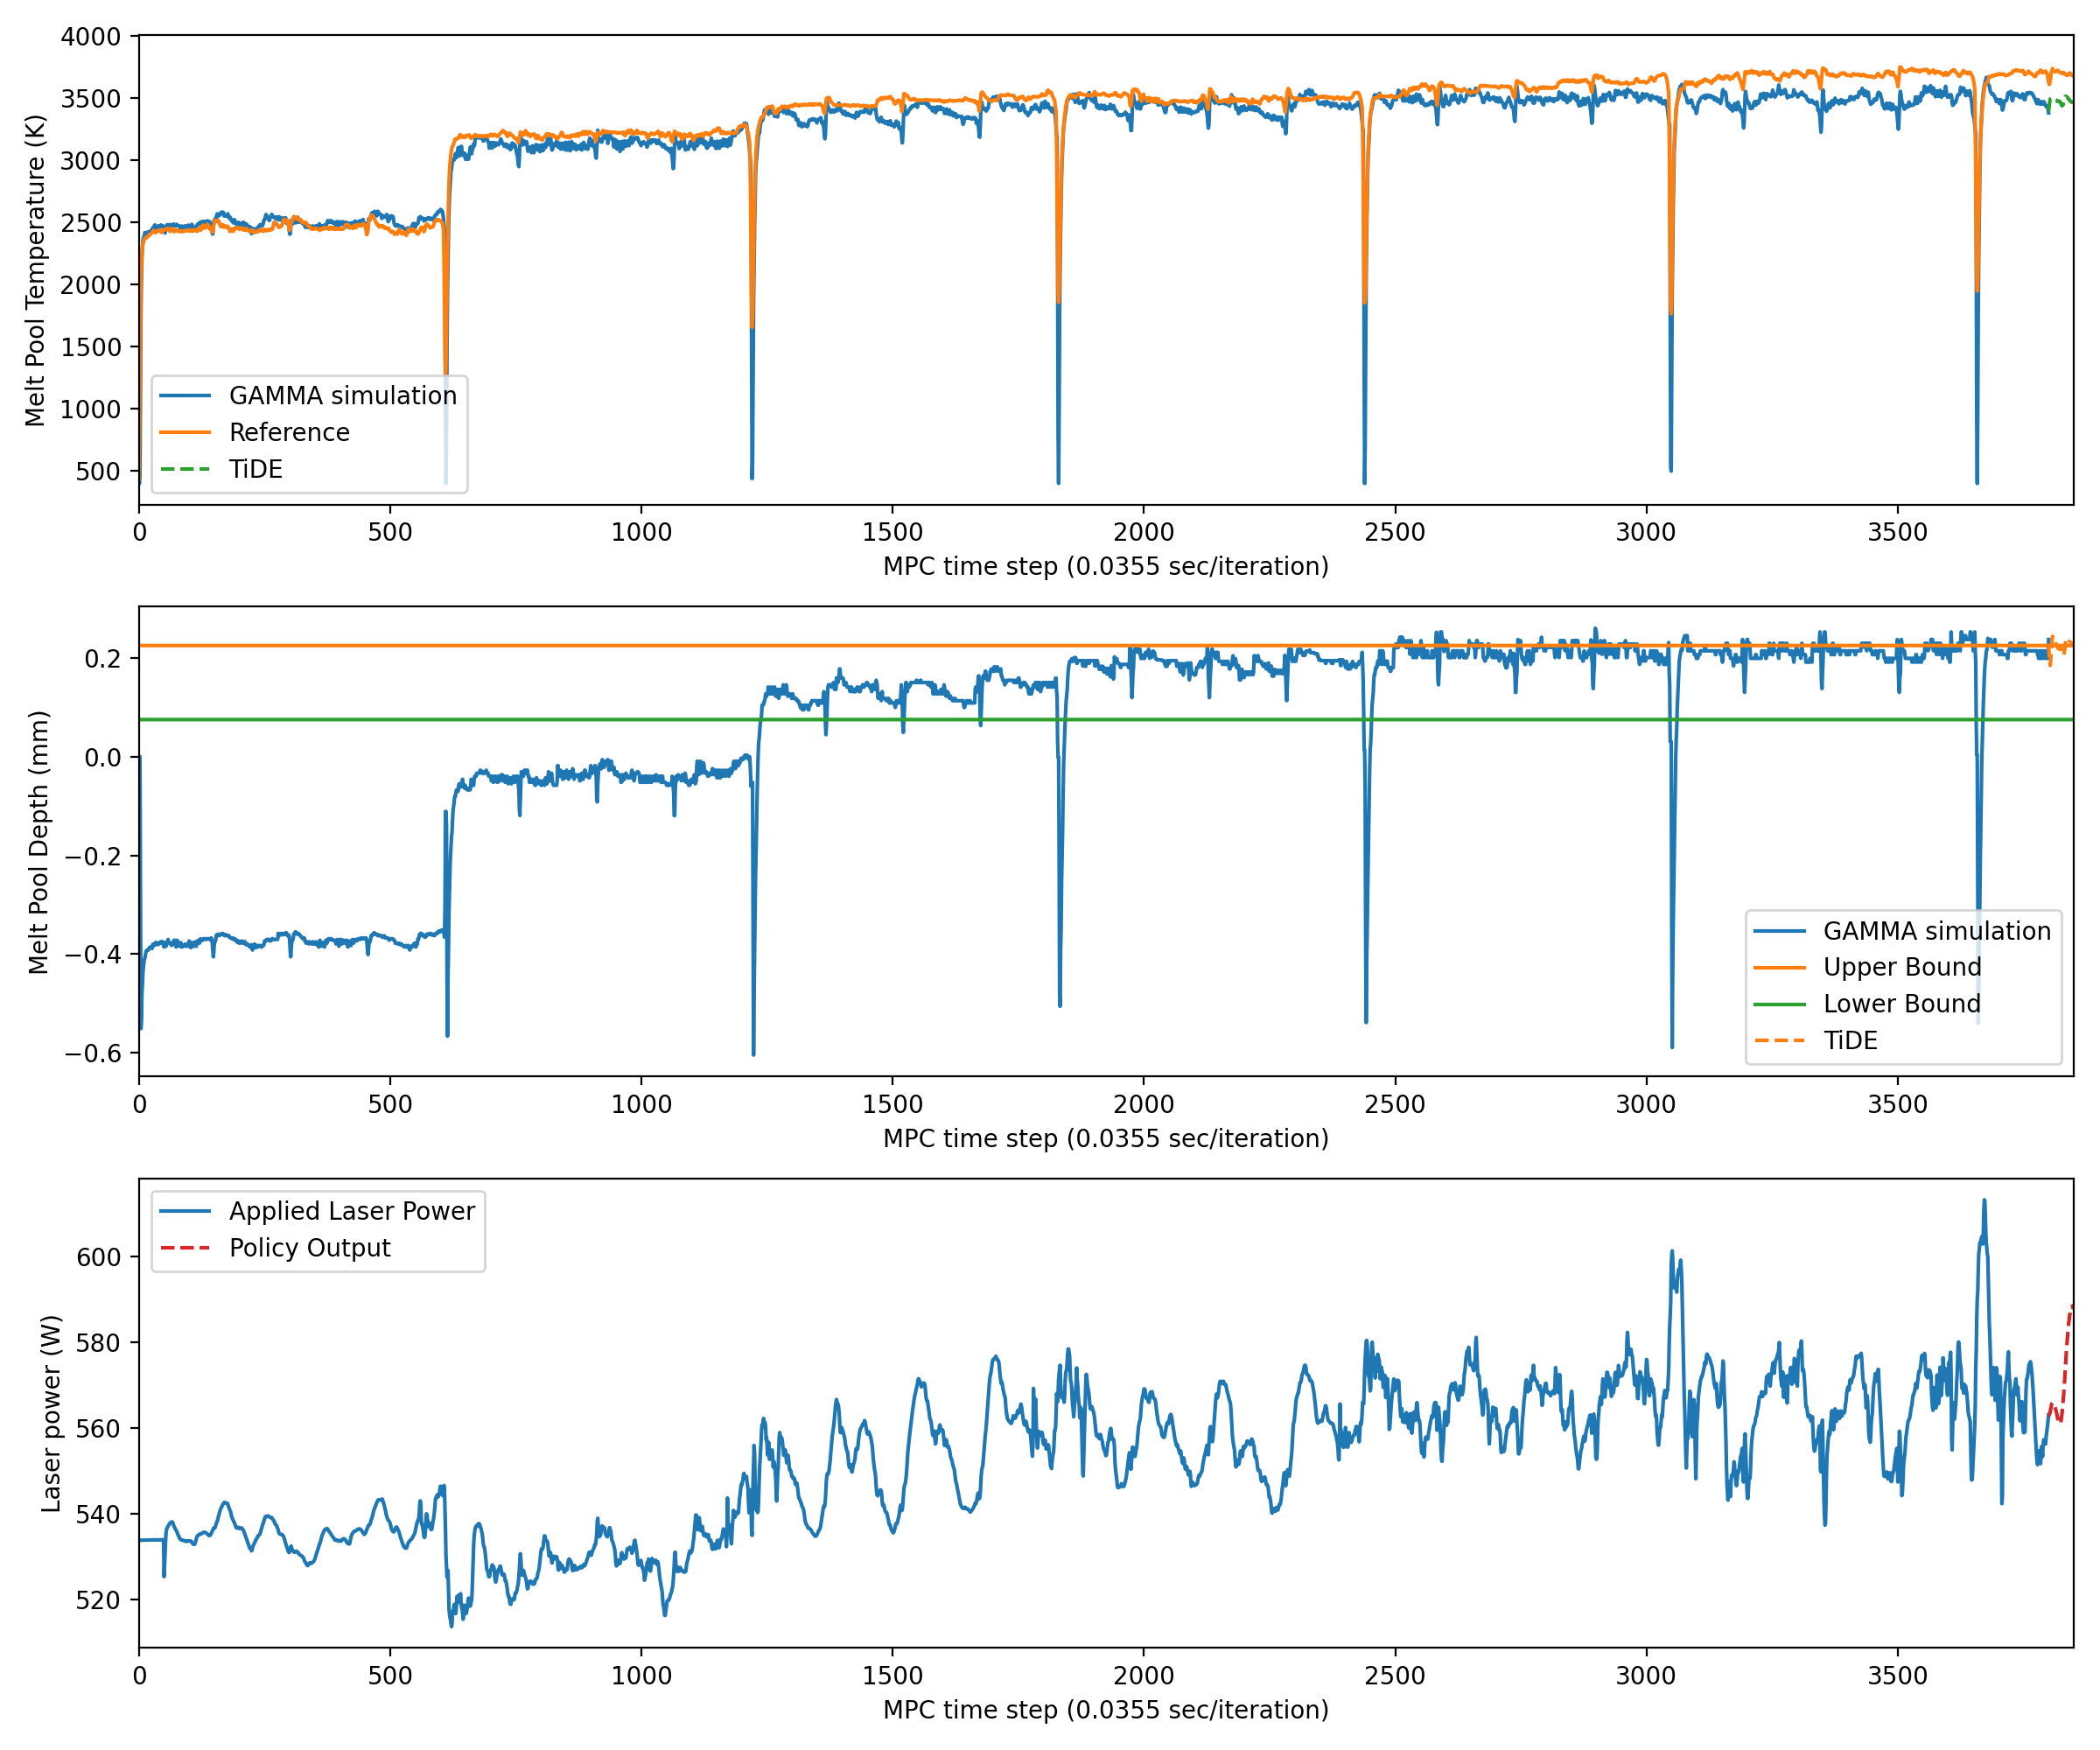 4000
3500
3000
2500
2000
1500
1000
500
Melt Pool Temperature (K)
GAMMA simulation
Reference
TiDE
0 500 1000 1500 2000 2500 3000 3500
MPC time step (0.0355 sec/iteration)
0.2
0.0
−0.2
−0.4
−0.6
Melt Pool Depth (mm)
GAMMA simulation
Upper Bound
Lower Bound
TiDE
0 500 1000 1500 2000 2500 3000 3500
MPC time step (0.0355 sec/iteration)
Applied Laser Power
Policy Output
600
580
560
540
520
Laser power (W)
0 500 1000 1500 2000 2500 3000 3500
MPC time step (0.0355 sec/iteration)